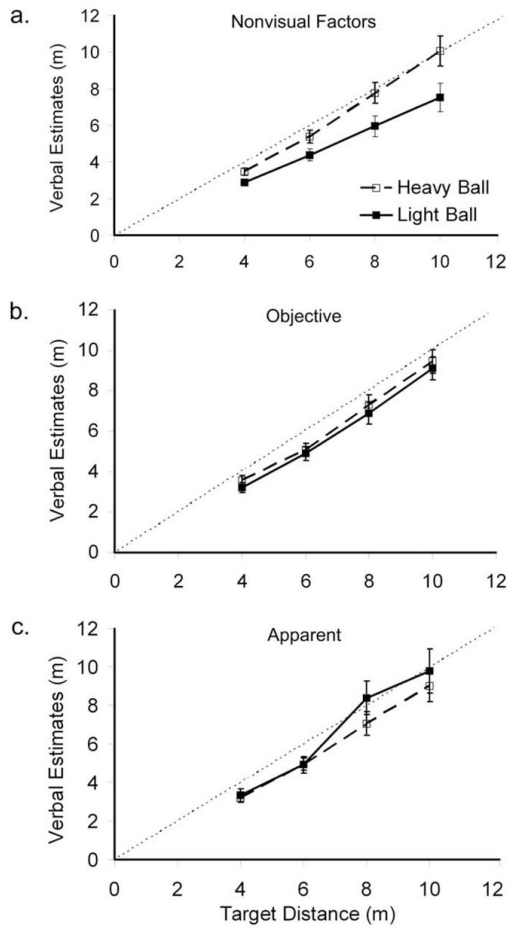 a.
Nonvisual Factors
Verbal Estimates (m)
12
10
8
6
4
2
0
Heavy Ball
Light Ball
0 2 4 6 8 10 12
b.
Objective
Verbal Estimates (m)
12
10
8
6
4
2
0
0 2 4 6 8 10 12
c.
Apparent
Verbal Estimates (m)
12
10
8
6
4
2
0
0 2 4 6 8 10 12
Target Distance (m)